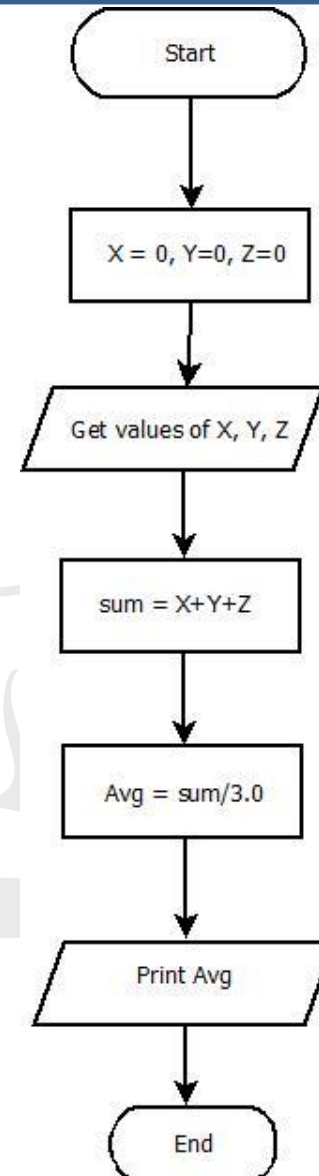 Start
X = 0, Y=0, Z=0
Get values of X, Y, Z
sum = X+Y+Z
Avg = sum/3.0
Print Avg
End